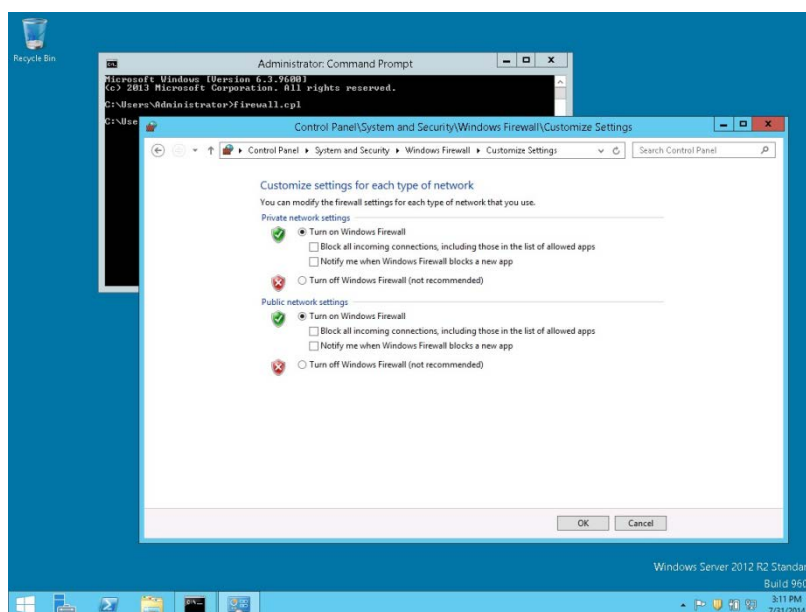 Recycle Bin
Administrator: Command Prompt
Microsoft Windows [Version 6.3.9600]
(c) 2013 Microsoft Corporation. All rights reserved.
C:\Users\Administrator>firewall.cpl
C:\Use
Control Panel\System and Security\Windows Firewall\Customize Settings
Control Panel System and Security Windows Firewall Customize Settings
Search Control Panel
Customize settings for each type of network
You can modify the firewall settings for each type of network that you use.
Private network settings
Turn on Windows Firewall
Block all incoming connections, including those in the list of allowed apps
Notify me when Windows Firewall blocks a new app
Turn off Windows Firewall (not recommended)
Public network settings
Turn on Windows Firewall
Block all incoming connections, including those in the list of allowed apps
Notify me when Windows Firewall blocks a new app
Turn off Windows Firewall (not recommended)
OK Cancel
Windows Server 2012 R2 Standar
Build 960
3:11 PM